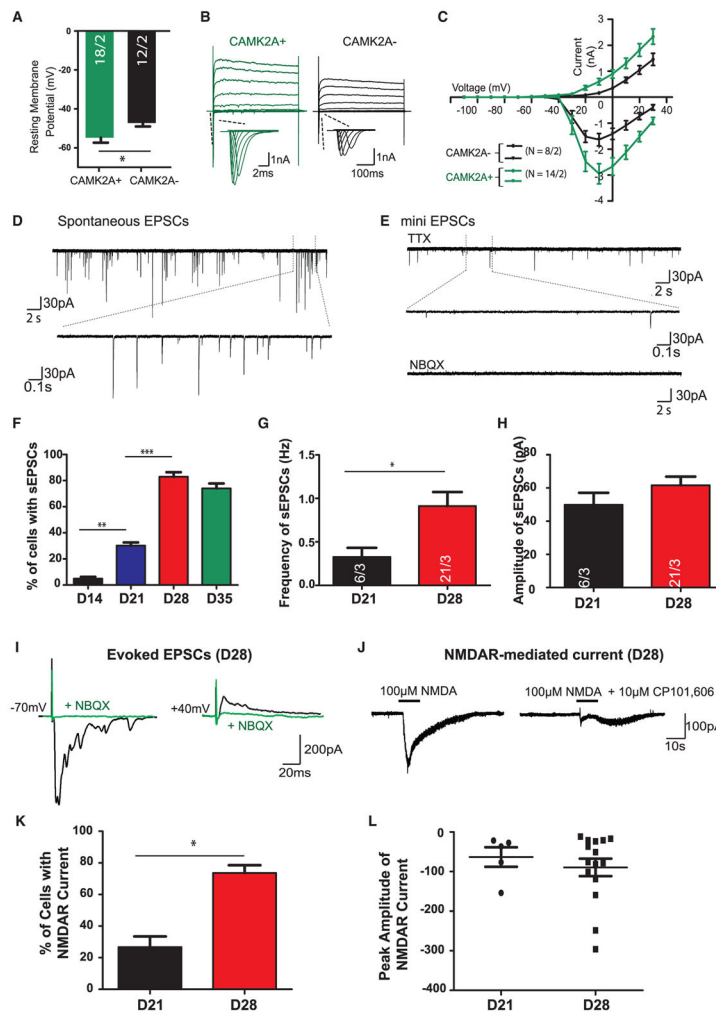 A
0
-20
-40
-60
Resting Membrane
Potential (mV)
18/2
12/2
*
CAMK2A+
CAMK2A-
B
CAMK2A+
CAMK2A-
1nA
2ms
1nA
100ms
C
Current
(nA)
3
2
1
0
-1
-2
-3
-4
Voltage (mV)
-100
-80
-60
-40
-20
20
40
CAMK2A-
(N = 8/2)
CAMK2A+
(N = 14/2)
D
Spontaneous EPSCs
30pA
2 s
30pA
0.1s
E
mini EPSCs
TTX
30pA
2 s
30pA
0.1s
NBQX
30pA
2s
F
% of cells with sEPSCs
100
80
60
40
20
0
**
***
D14
D21
D28
D35
G
Frequency of sEPSCs (Hz)
1.5
1.0
0.5
0.0
*
6/3
21/3
D21
D28
H
Amplitude of sEPSCs (pA)
80
60
40
20
0
6/3
21/3
D21
D28
I
Evoked EPSCs (D28)
-70mV
+ NBQX
+40mV
+ NBQX
200pA
20ms
J
NMDAR-mediated current (D28)
100µM NMDA
100µM NMDA + 10µM CP101,606
100pA
10s
K
% of Cells with
NMDAR Current
100
80
60
40
20
0
*
D21
D28
L
Peak Amplitude of
NMDAR Current
0
-100
-200
-300
-400
D21
D28